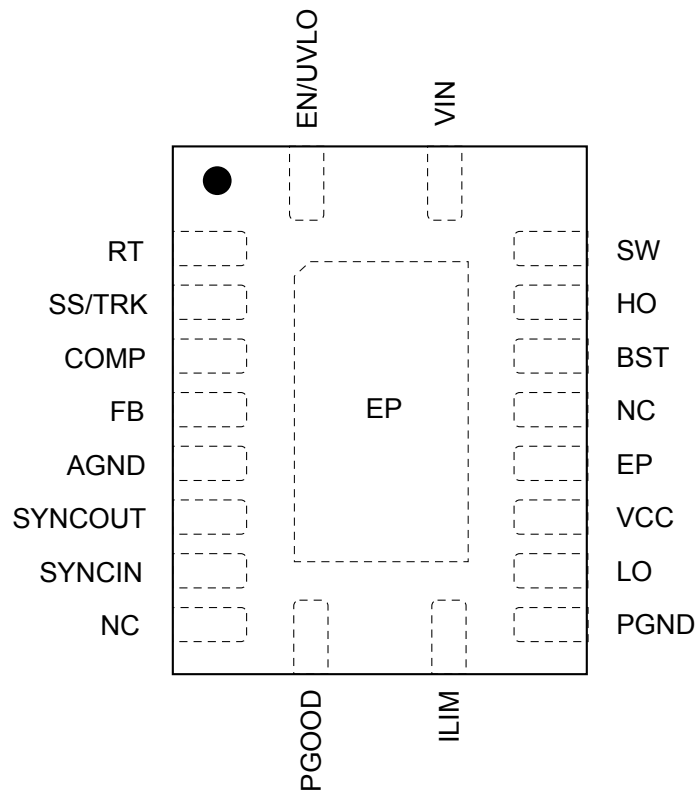 EN/UVLO
VIN
RT
SS/TRK
COMP
FB
AGND
SYNCOUT
SYNCIN
NC
EP
SW
HO
BST
NC
EP
VCC
LO
PGND
PGOOD
ILIM